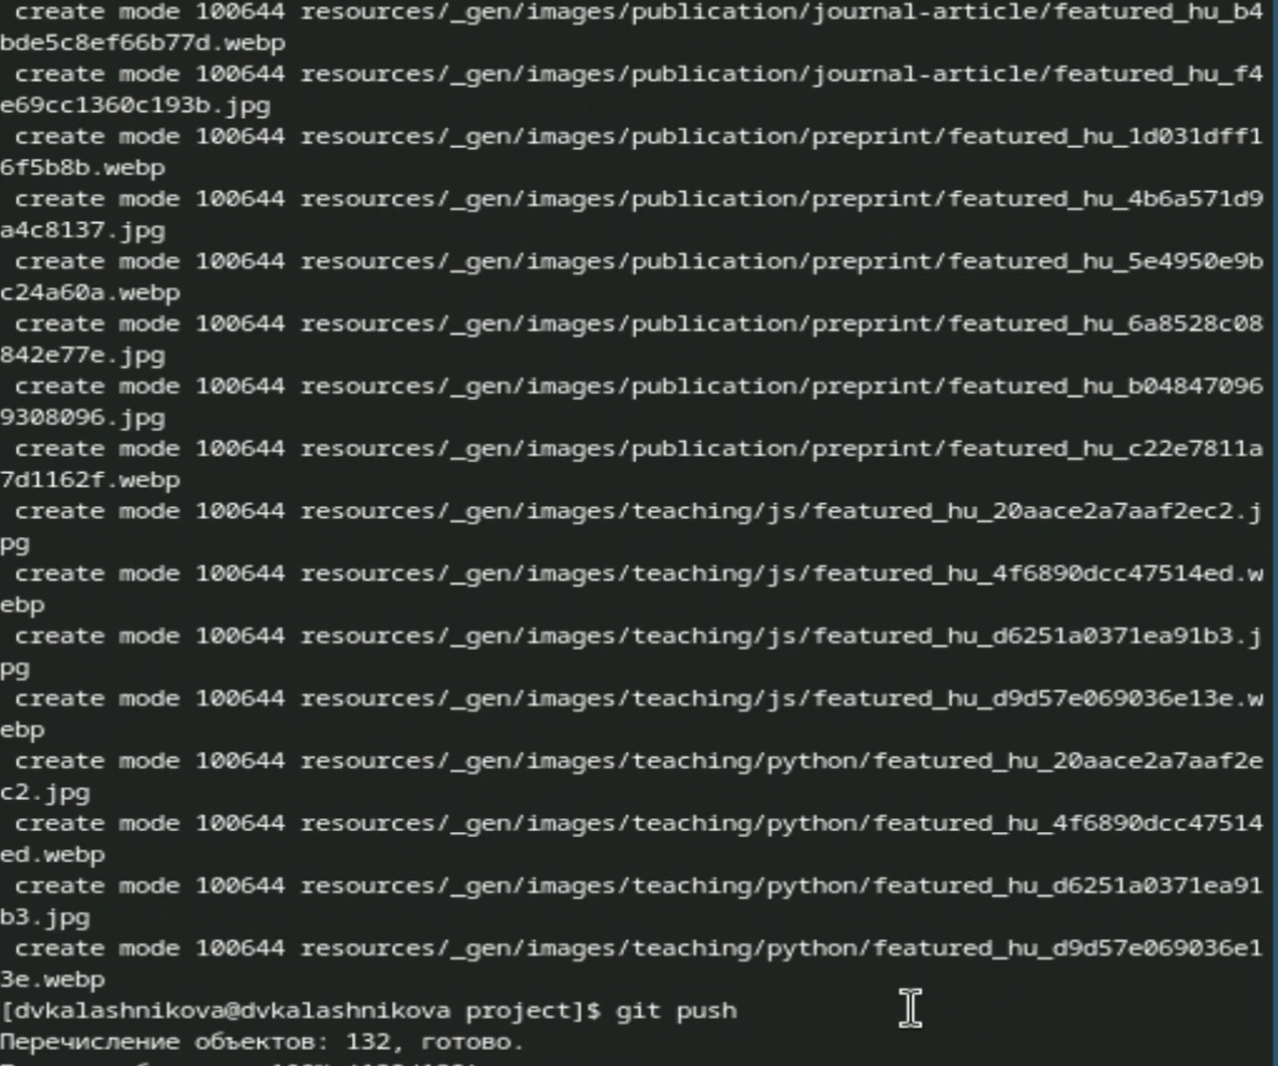 create mode 100644 resources/_gen/images/publication/journal-article/featured_hu_b4
bde5c8ef66b77d.webp
create mode 100644 resources/_gen/images/publication/journal-article/featured_hu_f4
e69cc1360c193b.jpg
create mode 100644 resources/_gen/images/publication/preprint/featured_hu_1d031dff1
6f5b8b.webp
create mode 100644 resources/_gen/images/publication/preprint/featured_hu_4b6a571d9
a4c8137.jpg
create mode 100644 resources/_gen/images/publication/preprint/featured_hu_5e4950e9b
c24a60a.webp
create mode 100644 resources/_gen/images/publication/preprint/featured_hu_6a8528c08
842e77e.jpg
create mode 100644 resources/_gen/images/publication/preprint/featured_hu_b04847096
9308096.jpg
create mode 100644 resources/_gen/images/publication/preprint/featured_hu_c22e7811a
7d1162f.webp
create mode 100644 resources/_gen/images/teaching/js/featured_hu_20aace2a7aaf2ec2.j
pg
create mode 100644 resources/_gen/images/teaching/js/featured_hu_4f6890dcc47514ed.w
ebp
create mode 100644 resources/_gen/images/teaching/js/featured_hu_d6251a0371ea91b3.j
pg
create mode 100644 resources/_gen/images/teaching/js/featured_hu_d9d57e069036e13e.w
ebp
create mode 100644 resources/_gen/images/teaching/python/featured_hu_20aace2a7aaf2e
c2.jpg
create mode 100644 resources/_gen/images/teaching/python/featured_hu_4f6890dcc47514
ed.webp
create mode 100644 resources/_gen/images/teaching/python/featured_hu_d6251a0371ea91
b3.jpg
create mode 100644 resources/_gen/images/teaching/python/featured_hu_d9d57e069036e1
3e.webp
[dvkalashnikova@dvkalashnikova project]$ git push
Перечисление объектов: 132, готово.